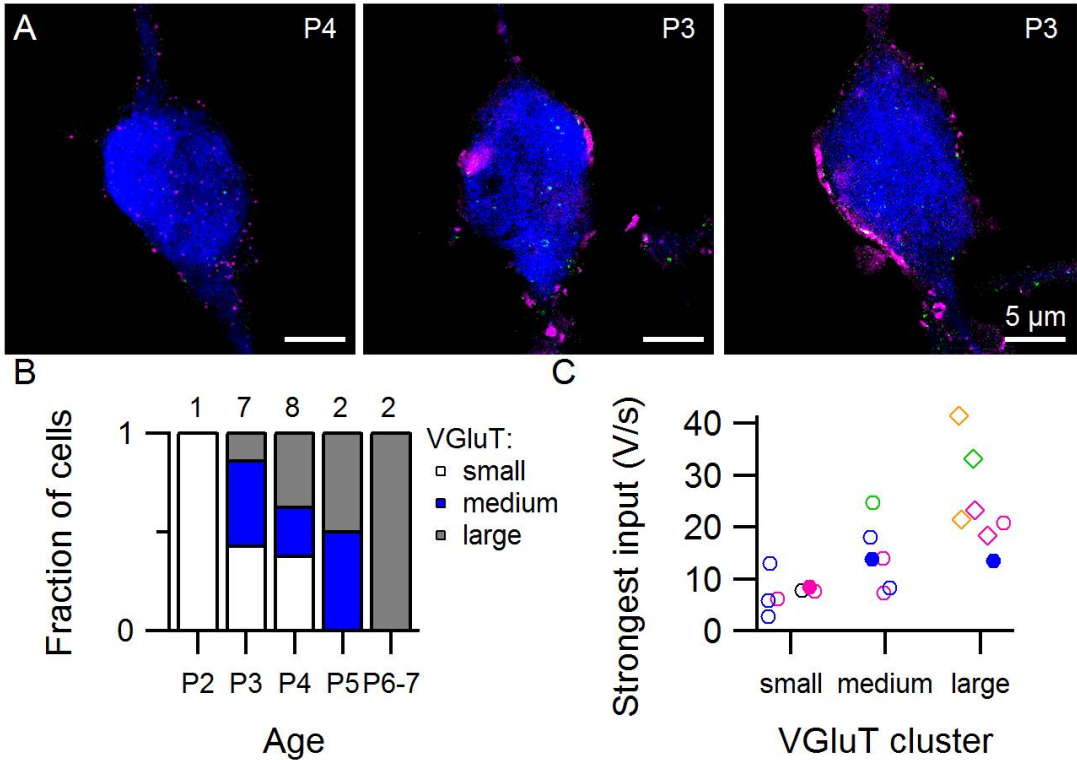 A
P4
P3
P3
5 µm
B
C
1 7 8 2 2
Fraction of cells
1
0
P2 P3 P4 P5 P6-7
Age
VGluT:
small
medium
large
Strongest input (V/s)
40
30
20
10
0
small medium large
VGluT cluster